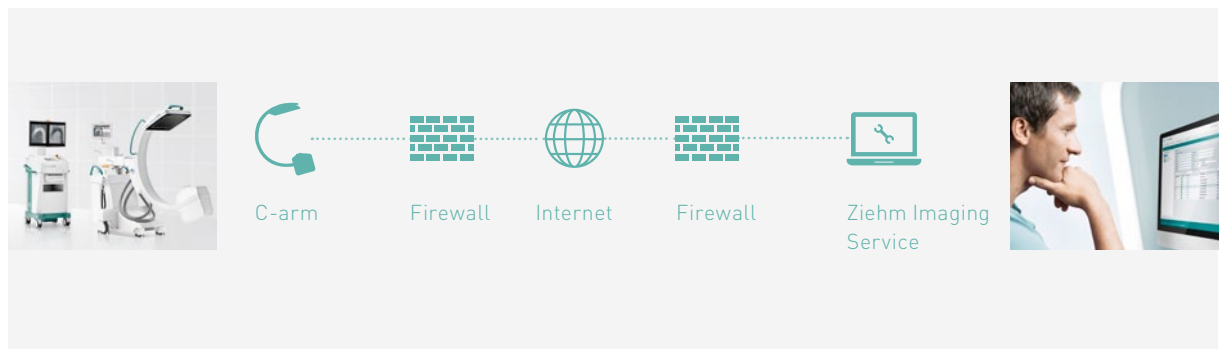 C-arm
Firewall
Internet
Firewall
Ziehm Imaging
Service